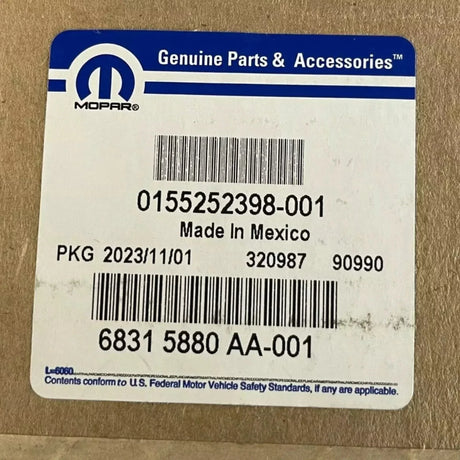 Genuine Parts & Accessories™
MOPAR®
0155252398-001
Made In Mexico
PKG 2023/11/01 320987 90990
6831 5880 AA-001
L=6060
Contents conform to U.S. Federal Motor Vehicle Safety Standards, if any are applicable.